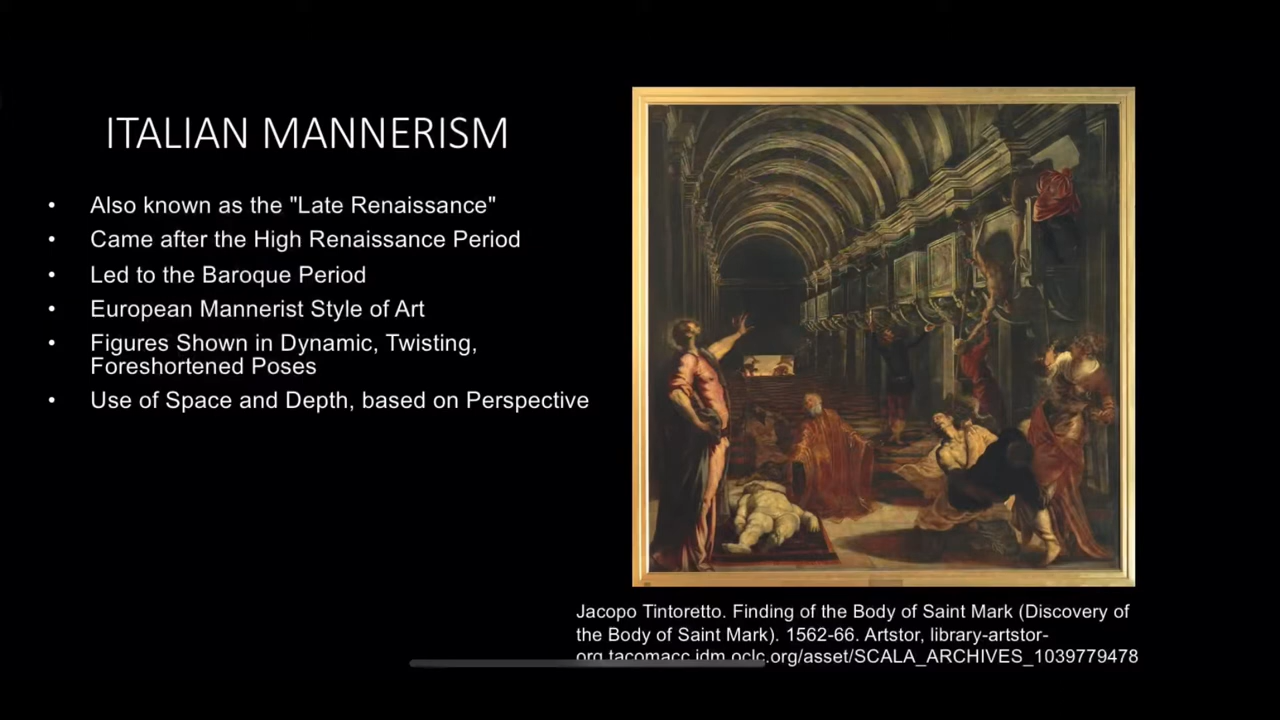 ITALIAN MANNERISM
• Also known as the "Late Renaissance"
• Came after the High Renaissance Period
• Led to the Baroque Period
• European Mannerist Style of Art
• Figures Shown in Dynamic, Twisting,
Foreshortened Poses
• Use of Space and Depth, based on Perspective
Jacopo Tintoretto. Finding of the Body of Saint Mark (Discovery of
the Body of Saint Mark). 1562-66. Artstor, library-artstor-
org.tacomacc.idm.oclc.org/asset/SCALA_ARCHIVES_1039779478